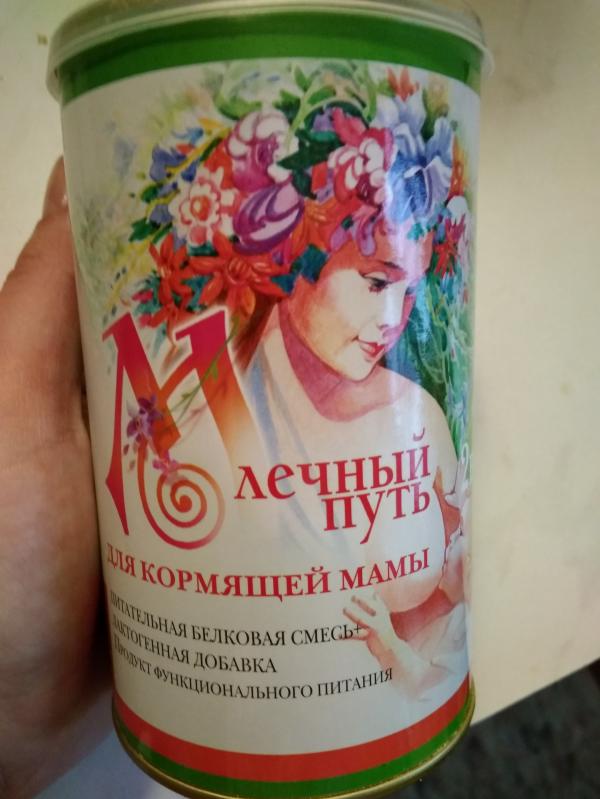 Млечный
путь
ДЛЯ КОРМЯЩЕЙ МАМЫ
ПИТАТЕЛЬНАЯ БЕЛКОВАЯ СМЕСЬ+
ЛАКТОГЕННАЯ ДОБАВКА
ПРОДУКТ ФУНКЦИОНАЛЬНОГО ПИТАНИЯ